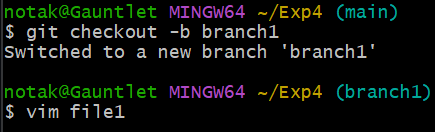 notak@Gauntlet MINGW64 ~/Exp4 (main)
$ git checkout -b branch1
Switched to a new branch 'branch1'
notak@Gauntlet MINGW64 ~/Exp4 (branch1)
$ vim file1